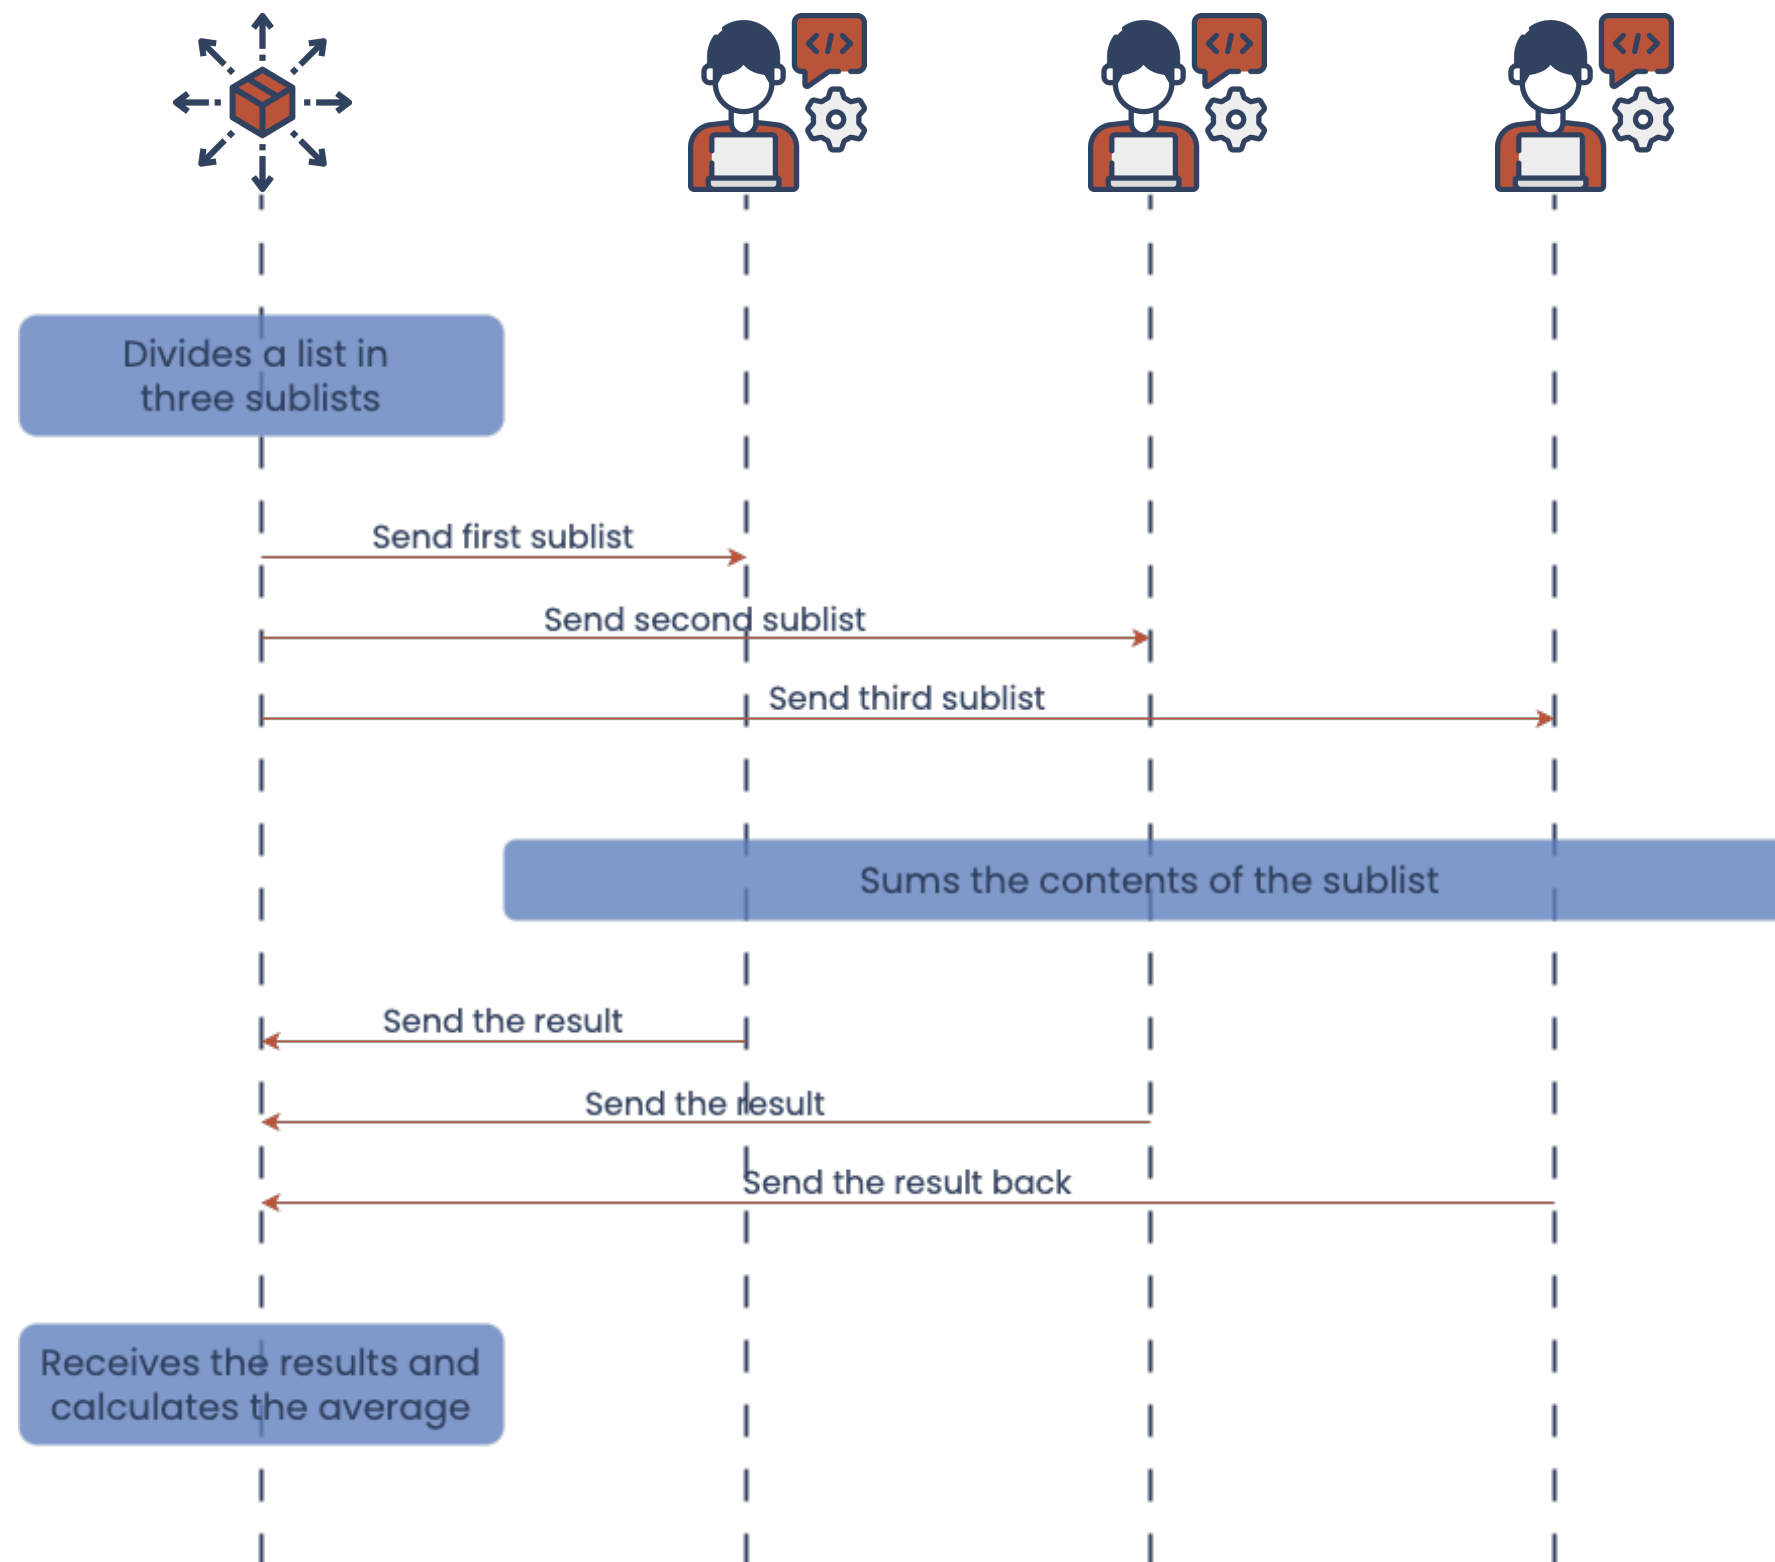 </>
</>
</>
Divides a list in
three sublists
Send first sublist
Send second sublist
Send third sublist
Sums the contents of the sublist
Send the result
Send the result
Send the result back
Receives the results and
calculates the average